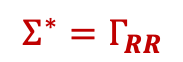 Σ* = Γ_RR